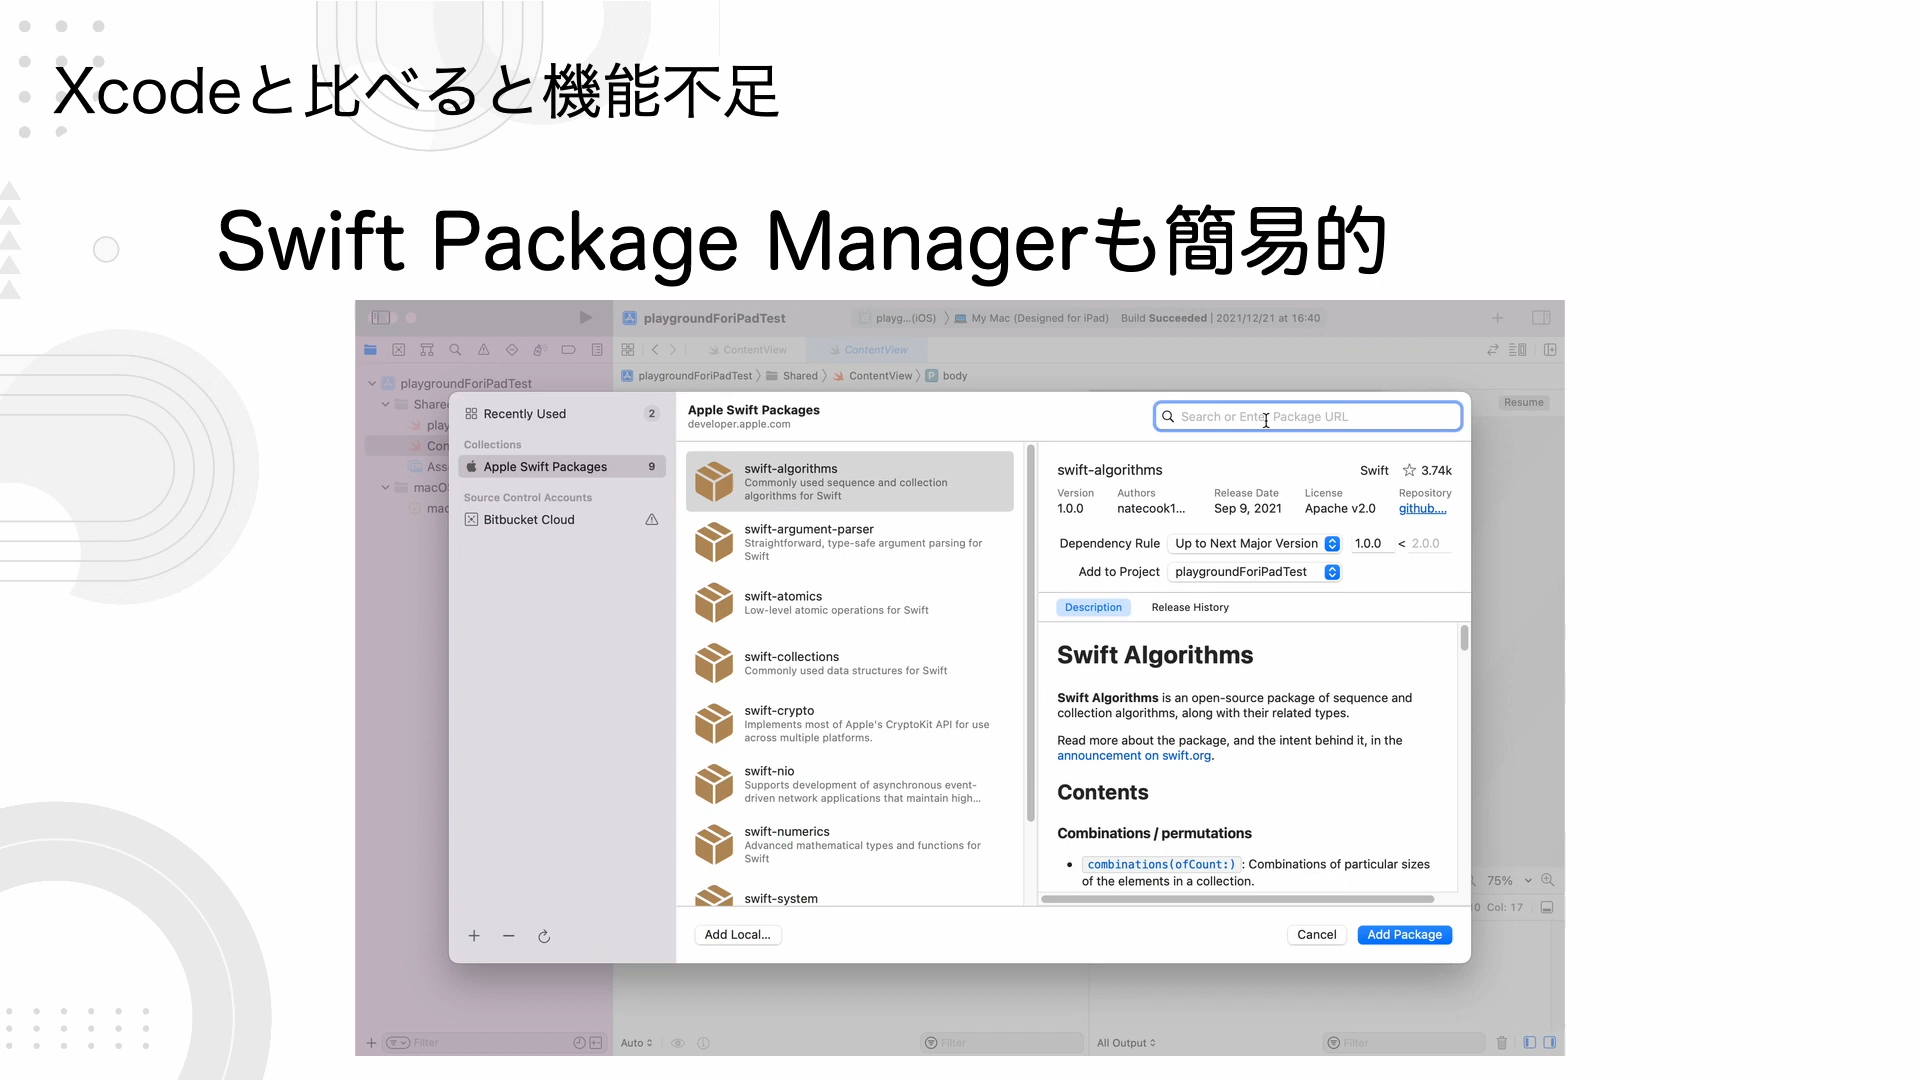 Xcodeと比べると機能不足
Swift Package Managerも簡易的
playgroundForiPadTest
playg...(iOS) 〉 My Mac (Designed for iPad)
Build Succeeded | 2021/12/21 at 16:40
ContentView
ContentView
playgroundForiPadTest 〉 Shared 〉 ContentView 〉 P body
playgroundForiPadTest
Share
play
Con
Ass
macO
mac
Resume
Recently Used 2
Collections
Apple Swift Packages 9
Source Control Accounts
Bitbucket Cloud
Apple Swift Packages
developer.apple.com
Search or Enter Package URL
swift-algorithms
Commonly used sequence and collection
algorithms for Swift
swift-argument-parser
Straightforward, type-safe argument parsing for
Swift
swift-atomics
Low-level atomic operations for Swift
swift-collections
Commonly used data structures for Swift
swift-crypto
Implements most of Apple's CryptoKit API for use
across multiple platforms.
swift-nio
Supports development of asynchronous event-
driven network applications that maintain high...
swift-numerics
Advanced mathematical types and functions for
Swift
swift-system
swift-algorithms
Swift ☆ 3.74k
Version Authors Release Date License Repository
1.0.0 natecook1... Sep 9, 2021 Apache v2.0 github....
Dependency Rule Up to Next Major Version 1.0.0 < 2.0.0
Add to Project playgroundForiPadTest
Description Release History
Swift Algorithms
Swift Algorithms is an open-source package of sequence and
collection algorithms, along with their related types.
Read more about the package, and the intent behind it, in the
announcement on swift.org.
Contents
Combinations / permutations
• combinations(ofCount:) : Combinations of particular sizes
of the elements in a collection.
75%
0 Col: 17
Add Local...
Cancel
Add Package
Filter
Auto
Filter
All Output
Filter